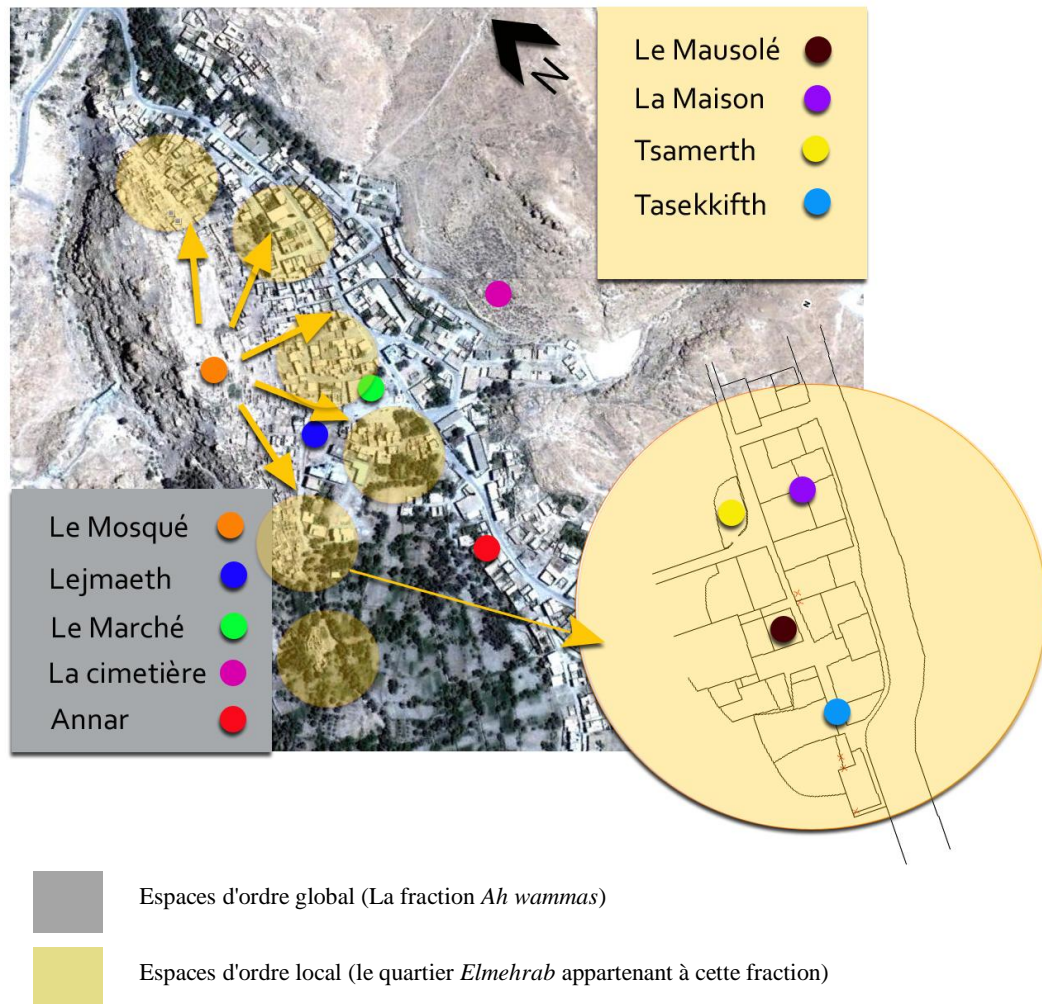 N
Le Mausolé
La Maison
Tsamerth
Tasekkifth
N
Le Mosqué
Lejmaeth
Le Marché
La cimetière
Annar
Espaces d'ordre global (La fraction Ah wammas)
Espaces d'ordre local (le quartier Elmehrab appartenant à cette fraction)